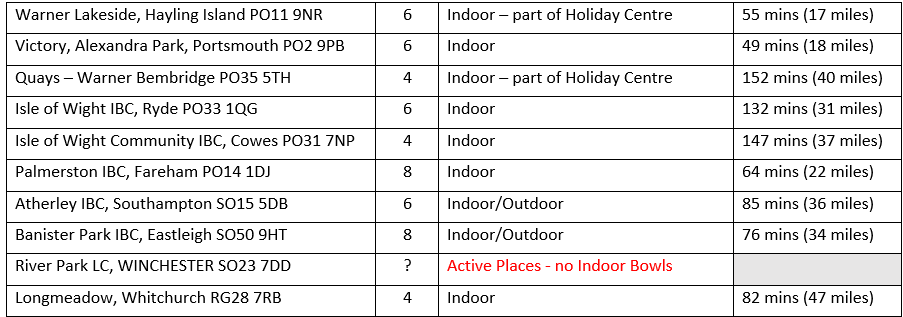 Warner Lakeside, Hayling Island PO11 9NR 6 Indoor – part of Holiday Centre 55 mins (17 miles)
Victory, Alexandra Park, Portsmouth PO2 9PB 6 Indoor 49 mins (18 miles)
Quays – Warner Bembridge PO35 5TH 4 Indoor – part of Holiday Centre 152 mins (40 miles)
Isle of Wight IBC, Ryde PO33 1QG 6 Indoor 132 mins (31 miles)
Isle of Wight Community IBC, Cowes PO31 7NP 4 Indoor 147 mins (37 miles)
Palmerston IBC, Fareham PO14 1DJ 8 Indoor 64 mins (22 miles)
Atherley IBC, Southampton SO15 5DB 6 Indoor/Outdoor 85 mins (36 miles)
Banister Park IBC, Eastleigh SO50 9HT 8 Indoor/Outdoor 76 mins (34 miles)
River Park LC, WINCHESTER SO23 7DD ? Active Places - no Indoor Bowls
Longmeadow, Whitchurch RG28 7RB 4 Indoor 82 mins (47 miles)